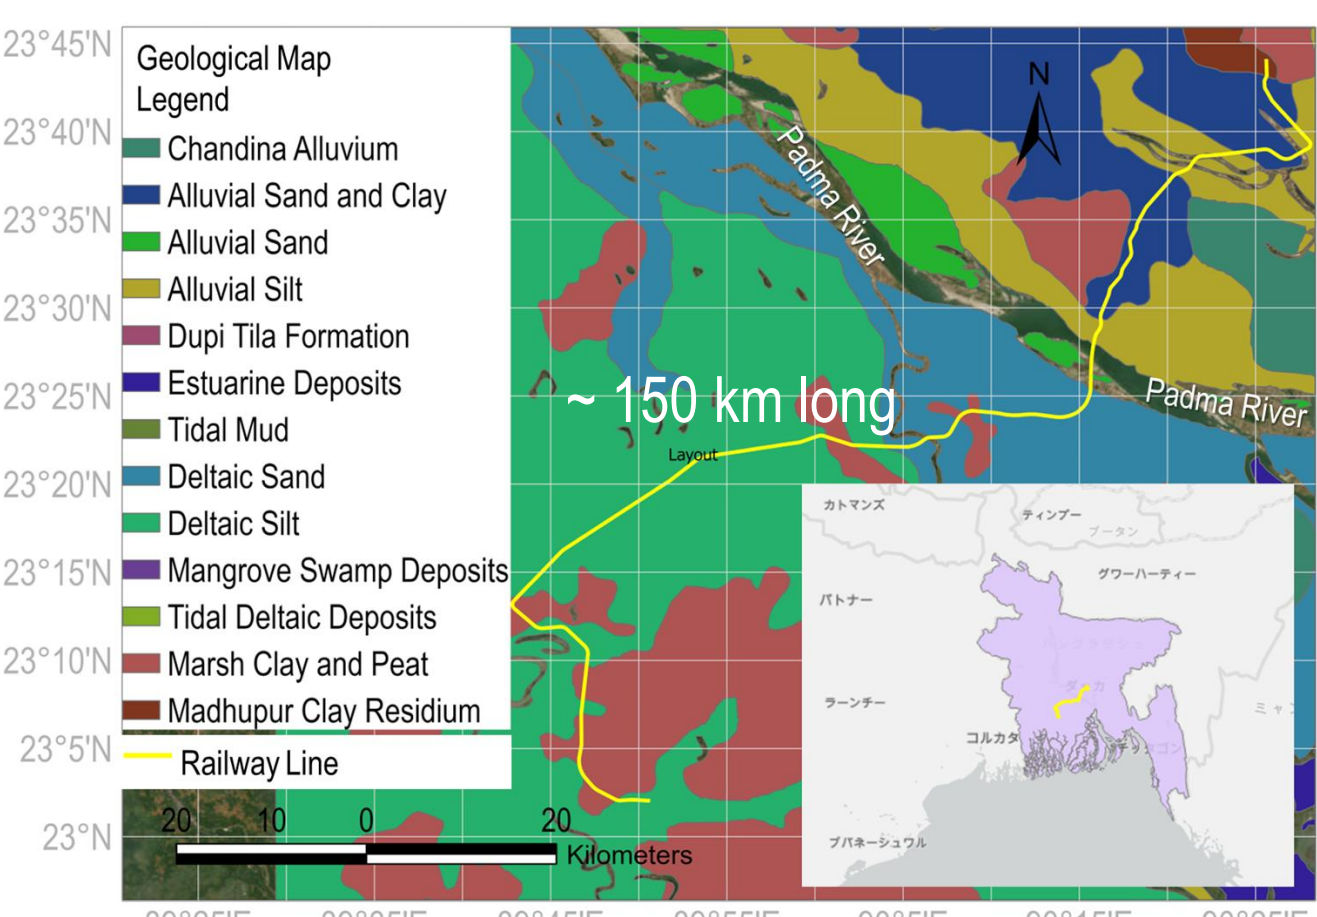 23°45'N
23°40'N
23°35'N
23°30'N
23°25'N
23°20'N
23°15'N
23°10'N
23°5'N
23°N
Geological Map
Legend
Chandina Alluvium
Alluvial Sand and Clay
Alluvial Sand
Alluvial Silt
Dupi Tila Formation
Estuarine Deposits
Tidal Mud
Deltaic Sand
Deltaic Silt
Mangrove Swamp Deposits
Tidal Deltaic Deposits
Marsh Clay and Peat
Madhupur Clay Residium
Railway Line
20 10 0 20
Kilometers
N
Padma River
~ 150 km long
Padma River
Layout
カトマンズ
ティンプー
ブータン
グワーハーティー
パトナー
ラーンチー
コルカタ
ブバネーシュワル